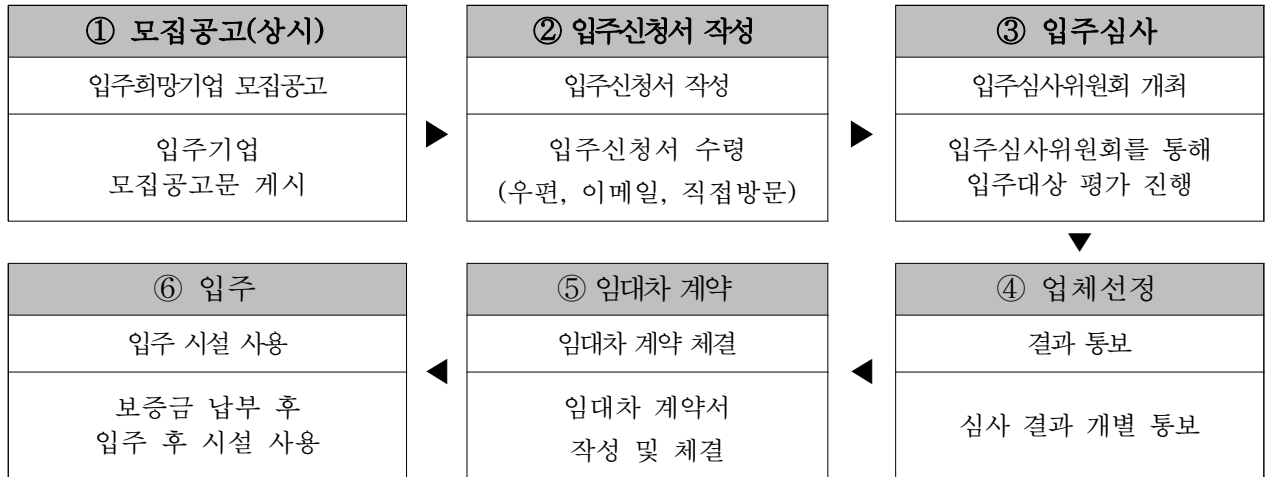 ① 모집공고(상시)
입주희망기업 모집공고
입주기업
모집공고문 게시
▶
② 입주신청서 작성
입주신청서 작성
입주신청서 수령
(우편, 이메일, 직접방문)
▶
③ 입주심사
입주심사위원회 개최
입주심사위원회를 통해
입주대상 평가 진행
▼
④ 업체선정
결과 통보
심사 결과 개별 통보
◀
⑤ 임대차 계약
임대차 계약 체결
임대차 계약서
작성 및 체결
◀
⑥ 입주
입주 시설 사용
보증금 납부 후
입주 후 시설 사용